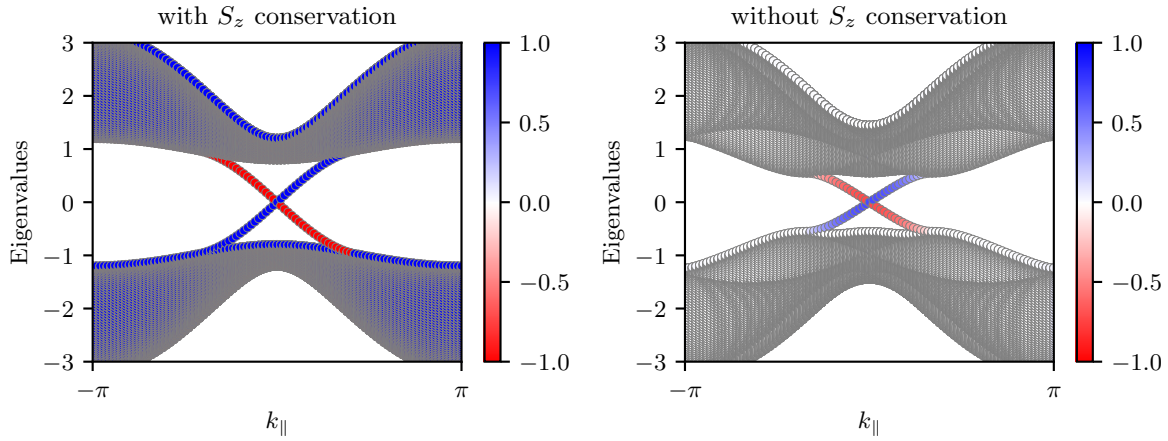 with $S_z$ conservation
Eigenvalues
3
2
1
0
−1
−2
−3
−π
π
$k_\parallel$
1.0
0.5
0.0
−0.5
−1.0
without $S_z$ conservation
Eigenvalues
3
2
1
0
−1
−2
−3
−π
π
$k_\parallel$
1.0
0.5
0.0
−0.5
−1.0